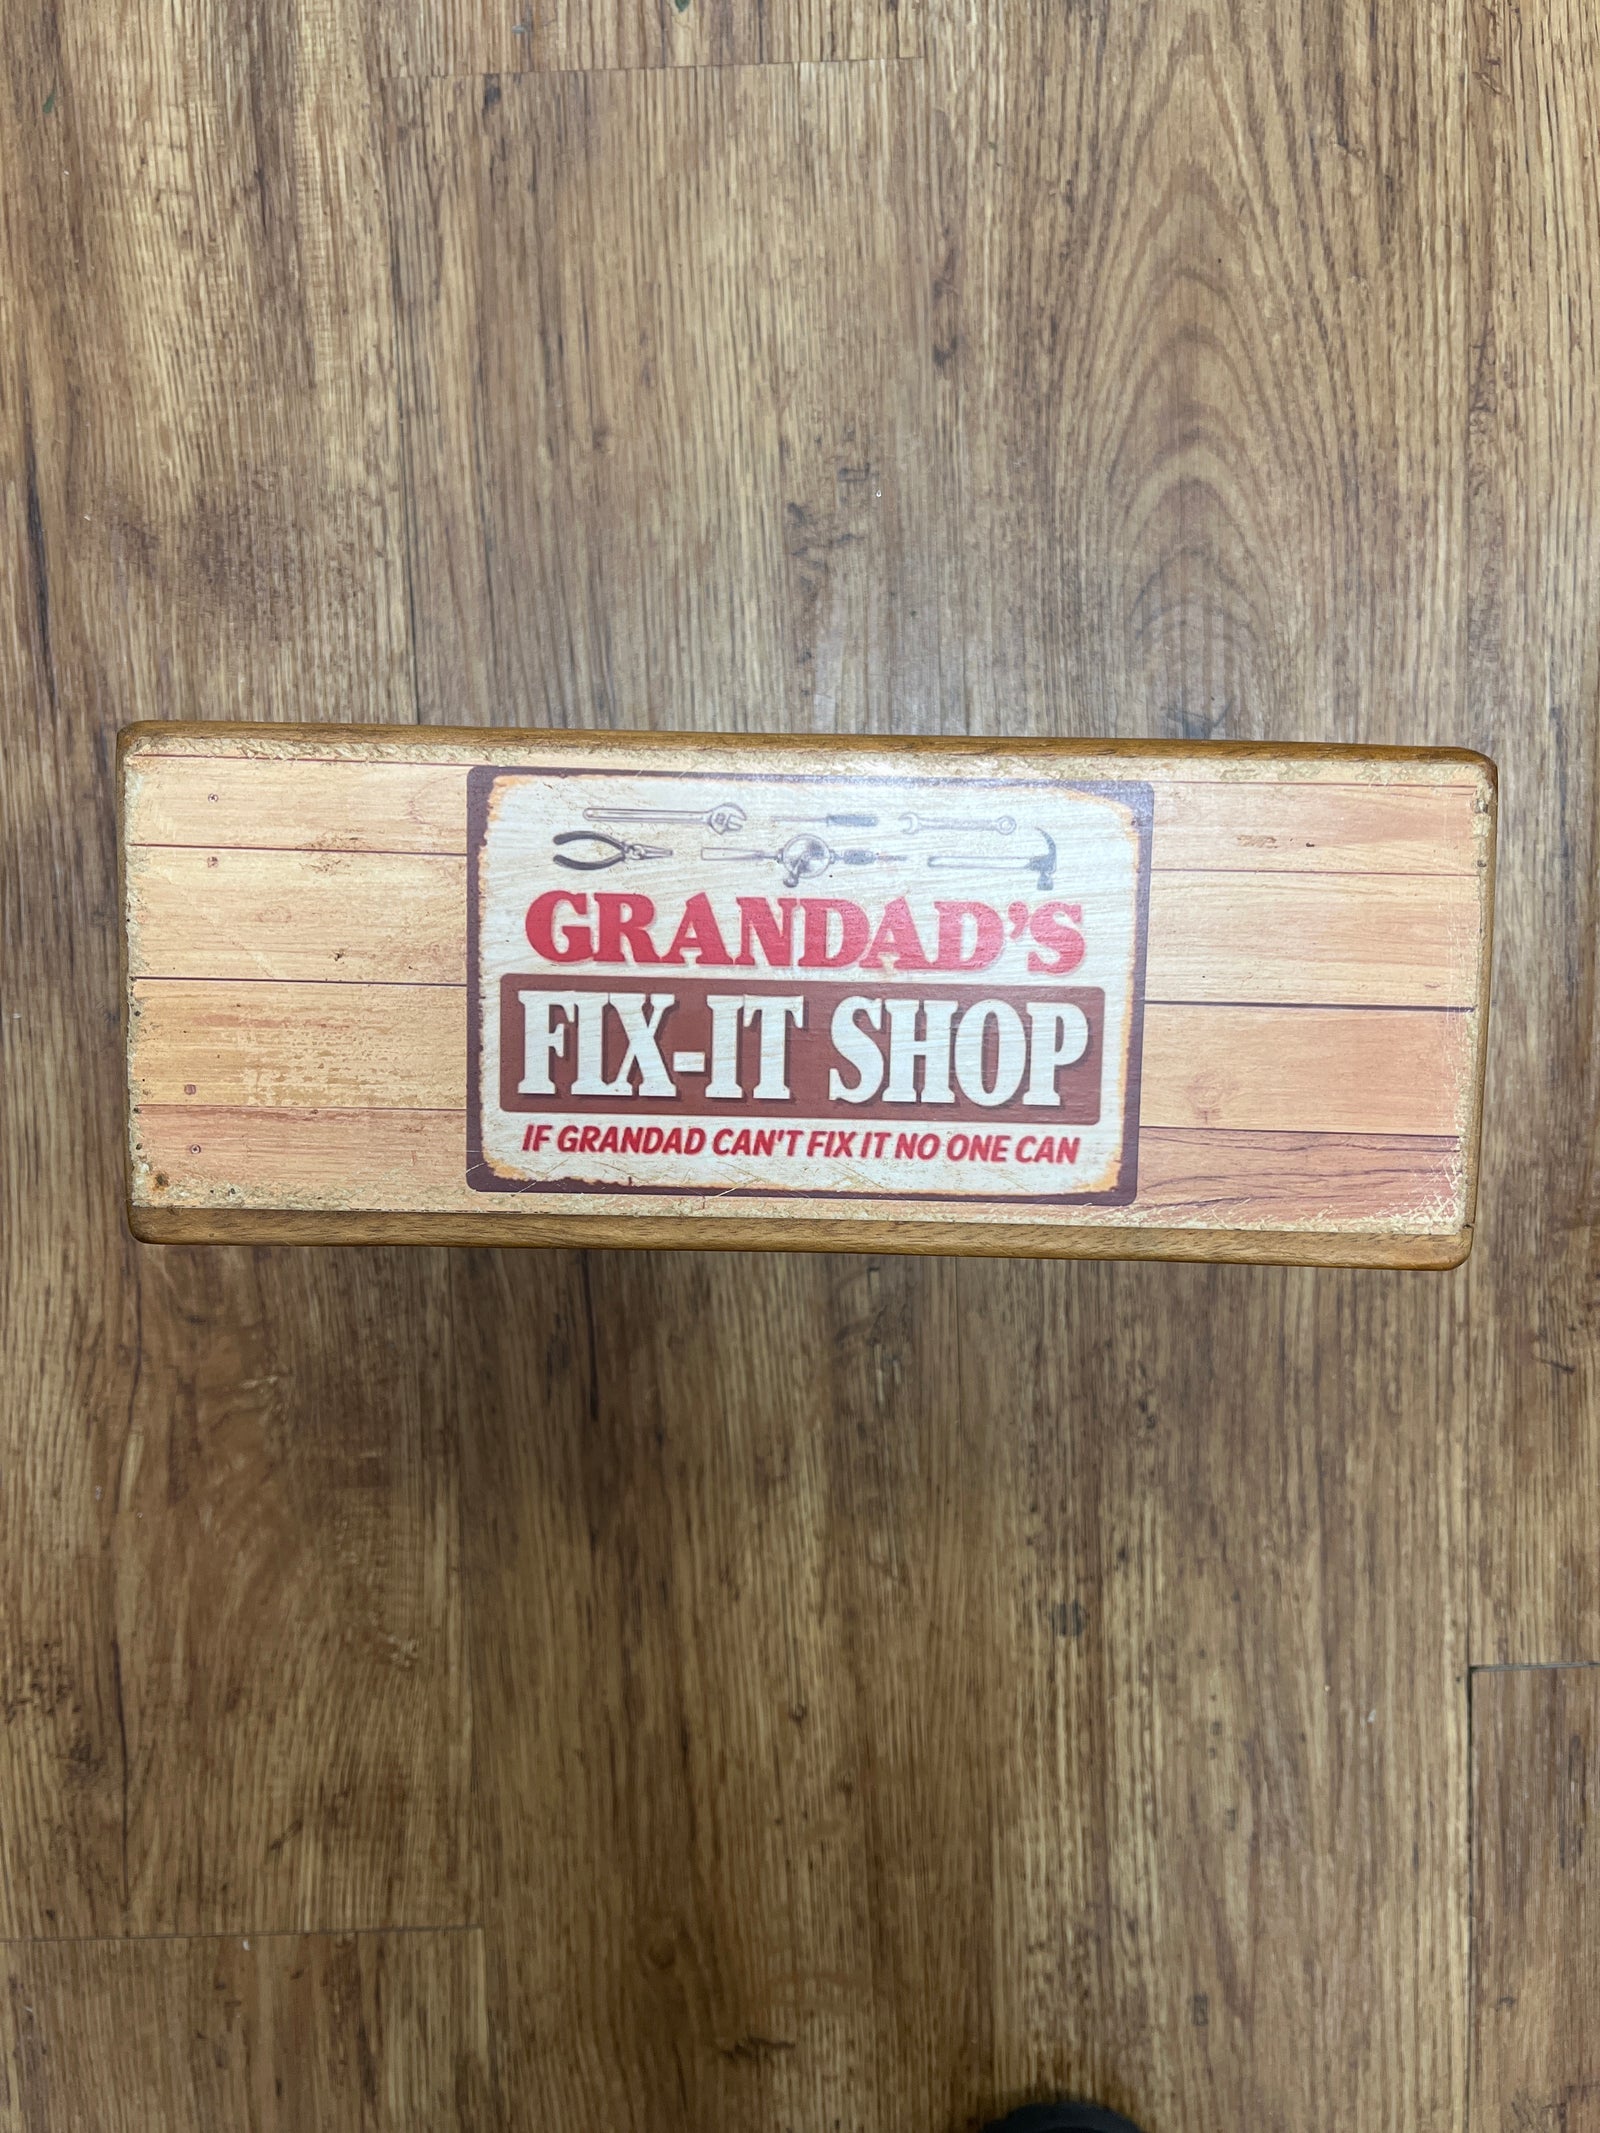 GRANDAD'S
FIX-IT SHOP
IF GRANDAD CAN'T FIX IT NO ONE CAN